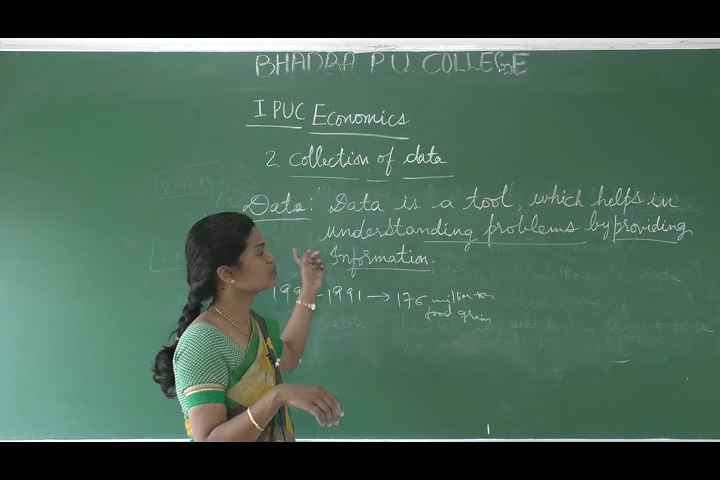 BHADRA P U COLLEGE
I PUC Economics
2. Collection of data
Data: "Data is a tool, which helps in
understanding problems by providing
Information.
199 - 1991 → 176 million ton
food grain